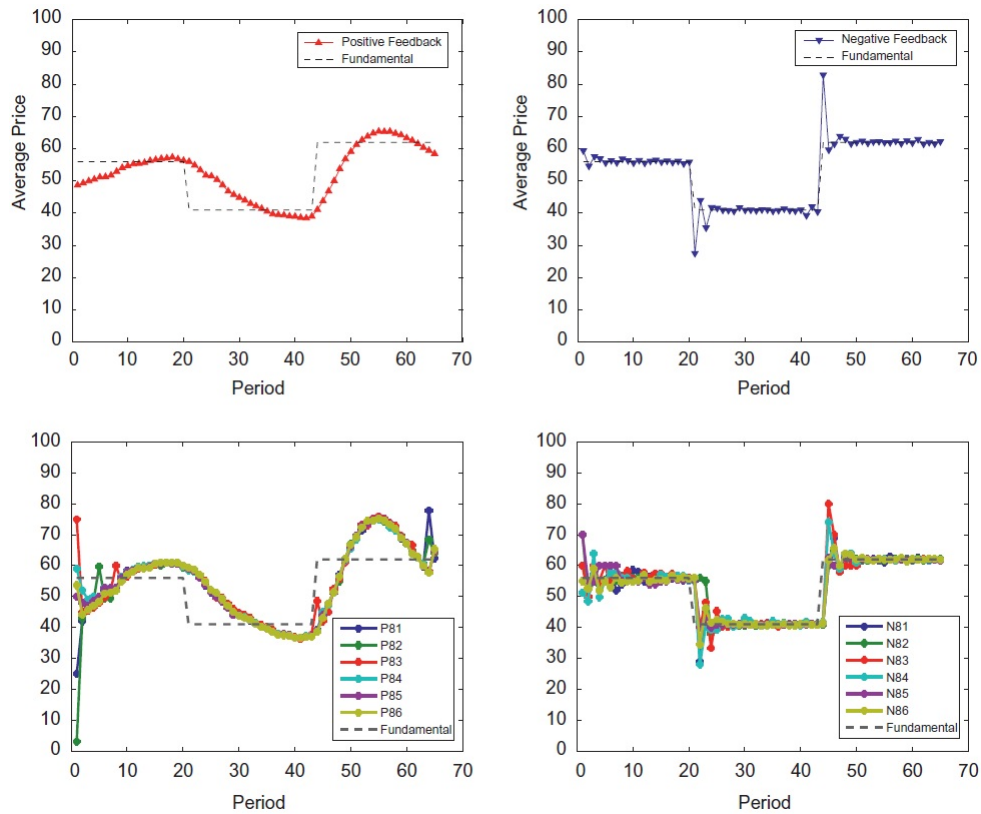 100
90
80
70
60
50
40
30
20
10
0
Average Price
0 10 20 30 40 50 60 70
Period
Positive Feedback
Fundamental
100
90
80
70
60
50
40
30
20
10
0
Average Price
0 10 20 30 40 50 60 70
Period
Negative Feedback
Fundamental
100
90
80
70
60
50
40
30
20
10
0
0 10 20 30 40 50 60 70
Period
P81
P82
P83
P84
P85
P86
Fundamental
100
90
80
70
60
50
40
30
20
10
0
0 10 20 30 40 50 60 70
Period
N81
N82
N83
N84
N85
N86
Fundamental